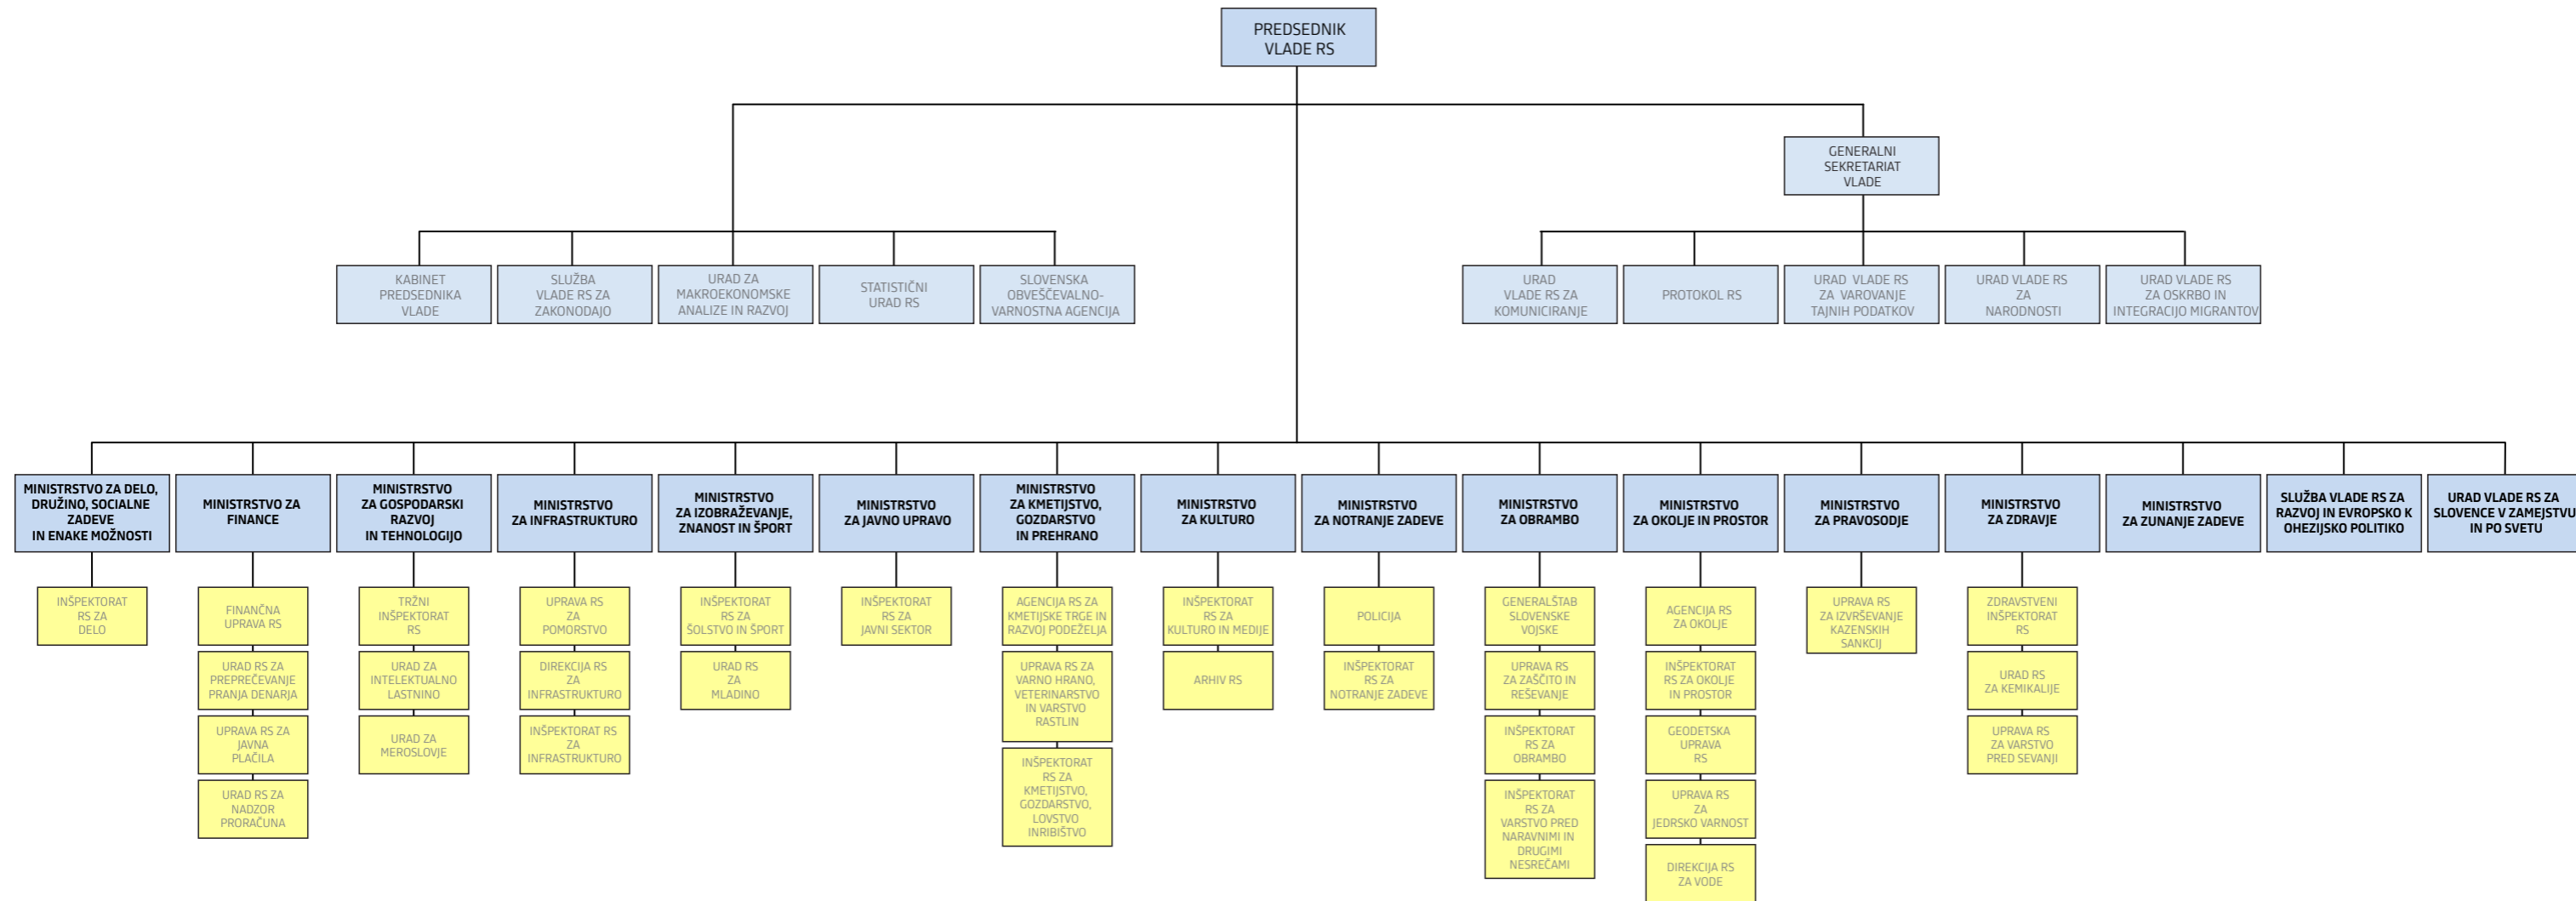 PREDSEDNIK
VLADE RS
GENERALNI
SEKRETARIAT
VLADE
KABINET
PREDSEDNIKA
VLADE
SLUŽBA
VLADE RS ZA
ZAKONODAJO
URAD ZA
MAKROEKONOMSKE
ANALIZE IN RAZVOJ
STATISTIČNI
URAD RS
SLOVENSKA
OBVEŠČEVALNO-
VARNOSTNA AGENCIJA
URAD
VLADE RS ZA
KOMUNICIRANJE
PROTOKOL RS
URAD VLADE RS
ZA VAROVANJE
TAJNIH PODATKOV
URAD VLADE RS
ZA
NARODNOSTI
URAD VLADE RS
ZA OSKRBO IN
INTEGRACIJO MIGRANTOV
MINISTRSTVO ZA DELO,
DRUŽINO, SOCIALNE
ZADEVE
IN ENAKE MOŽNOSTI
MINISTRSTVO ZA
FINANCE
MINISTRSTVO
ZA GOSPODARSKI
RAZVOJ
IN TEHNOLOGIJO
MINISTRSTVO
ZA INFRASTRUKTURO
MINISTRSTVO
ZA IZOBRAŽEVANJE,
ZNANOST IN ŠPORT
MINISTRSTVO
ZA JAVNO UPRAVO
MINISTRSTVO
ZA KMETIJSTVO,
GOZDARSTVO
IN PREHRANO
MINISTRSTVO
ZA KULTURO
MINISTRSTVO
ZA NOTRANJE ZADEVE
MINISTRSTVO
ZA OBRAMBO
MINISTRSTVO
ZA OKOLJE IN PROSTOR
MINISTRSTVO
ZA PRAVOSODJE
MINISTRSTVO
ZA ZDRAVJE
MINISTRSTVO
ZA ZUNANJE ZADEVE
SLUŽBA VLADE RS ZA
RAZVOJ IN EVROPSKO K
OHEZIJSKO POLITIKO
URAD VLADE RS ZA
SLOVENCE V ZAMEJSTVU
IN PO SVETU
INŠPEKTORAT
RS ZA
DELO
FINANČNA
UPRAVA RS
URAD RS ZA
PREPREČEVANJE
PRANJA DENARJA
UPRAVA RS ZA
JAVNA
PLAČILA
URAD RS ZA
NADZOR
PRORAČUNA
TRŽNI
INŠPEKTORAT
RS
URAD ZA
INTELEKTUALNO
LASTNINO
URAD ZA
MEROSLOVJE
UPRAVA RS
ZA
POMORSTVO
DIREKCIJA RS
ZA
INFRASTRUKTURO
INŠPEKTORAT RS
ZA
INFRASTRUKTURO
INŠPEKTORAT
RS ZA
ŠOLSTVO IN ŠPORT
URAD RS
ZA
MLADINO
INŠPEKTORAT
RS ZA
JAVNI SEKTOR
AGENCIJA RS ZA
KMETIJSKE TRGE IN
RAZVOJ PODEŽELJA
UPRAVA RS ZA
VARNO HRANO,
VETERINARSTVO
IN VARSTVO
RASTLIN
INŠPEKTORAT
RS ZA
KMETIJSTVO,
GOZDARSTVO,
LOVSTVO
INRIBIŠTVO
INŠPEKTORAT
RS ZA
KULTURO IN MEDIJE
ARHIV RS
POLICIJA
INŠPEKTORAT
RS ZA
NOTRANJE ZADEVE
GENERALŠTAB
SLOVENSKE
VOJSKE
UPRAVA RS
ZA ZAŠČITO IN
REŠEVANJE
INŠPEKTORAT
RS ZA
OBRAMBO
INŠPEKTORAT
RS ZA
VARSTVO PRED
NARAVNIMI IN
DRUGIMI
NESREČAMI
AGENCIJA RS
ZA OKOLJE
INŠPEKTORAT
RS ZA OKOLJE
IN PROSTOR
GEODETSKA
UPRAVA
RS
UPRAVA RS
ZA
JEDRSKO VARNOST
DIREKCIJA RS
ZA VODE
UPRAVA RS
ZA IZVRŠEVANJE
KAZENSKIH
SANKCIJ
ZDRAVSTVENI
INŠPEKTORAT
RS
URAD RS
ZA KEMIKALIJE
UPRAVA RS
ZA VARSTVO
PRED SEVANJI